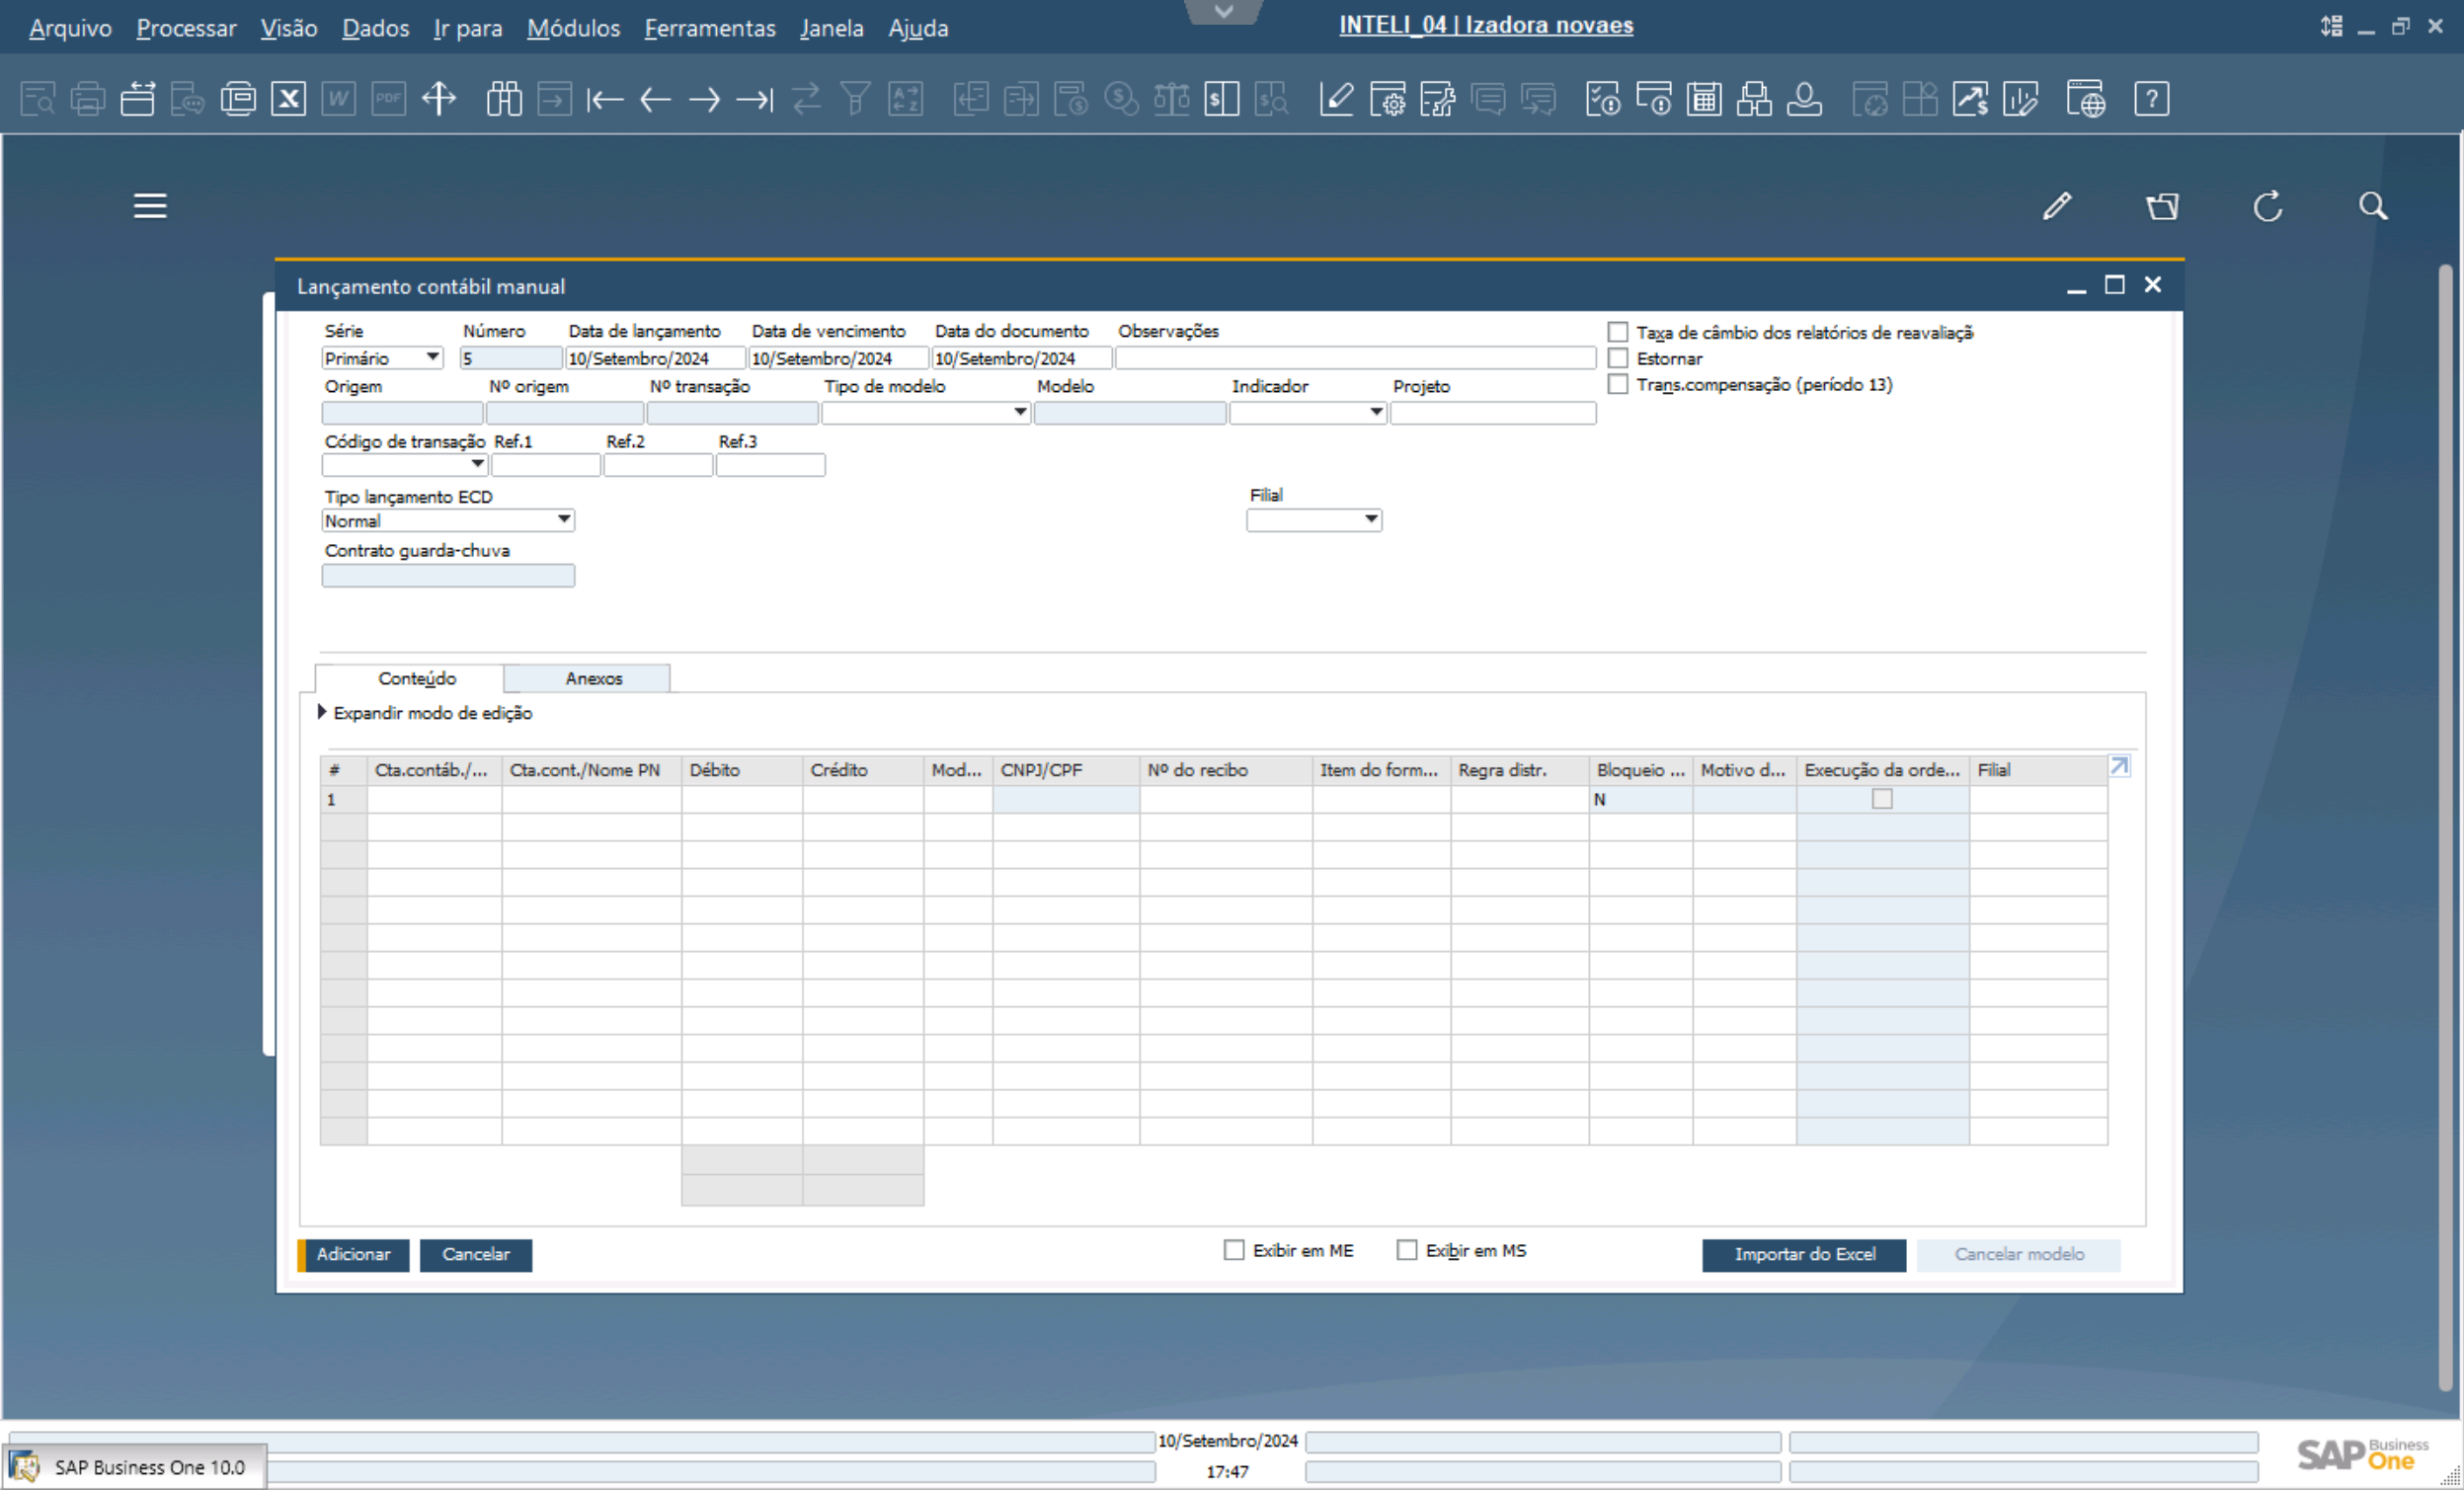 Arquivo Processar Visão Dados Ir para Módulos Ferramentas Janela Ajuda
INTELI_04 | Izadora novaes
Lançamento contábil manual
Série Número Data de lançamento Data de vencimento Data do documento Observações
Taxa de câmbio dos relatórios de reavaliaçã
Primário 5 10/Setembro/2024 10/Setembro/2024 10/Setembro/2024
Estornar
Origem Nº origem Nº transação Tipo de modelo Modelo Indicador Projeto
Trans.compensação (período 13)
Código de transação Ref.1 Ref.2 Ref.3
Tipo lançamento ECD Filial
Normal
Contrato guarda-chuva
Conteúdo Anexos
Expandir modo de edição
# Cta.contáb./... Cta.cont./Nome PN Débito Crédito Mod... CNPJ/CPF Nº do recibo Item do form... Regra distr. Bloqueio ... Motivo d... Execução da orde... Filial
1 N
Adicionar Cancelar Exibir em ME Exibir em MS Importar do Excel Cancelar modelo
10/Setembro/2024
17:47
SAP Business One 10.0
SAP Business One